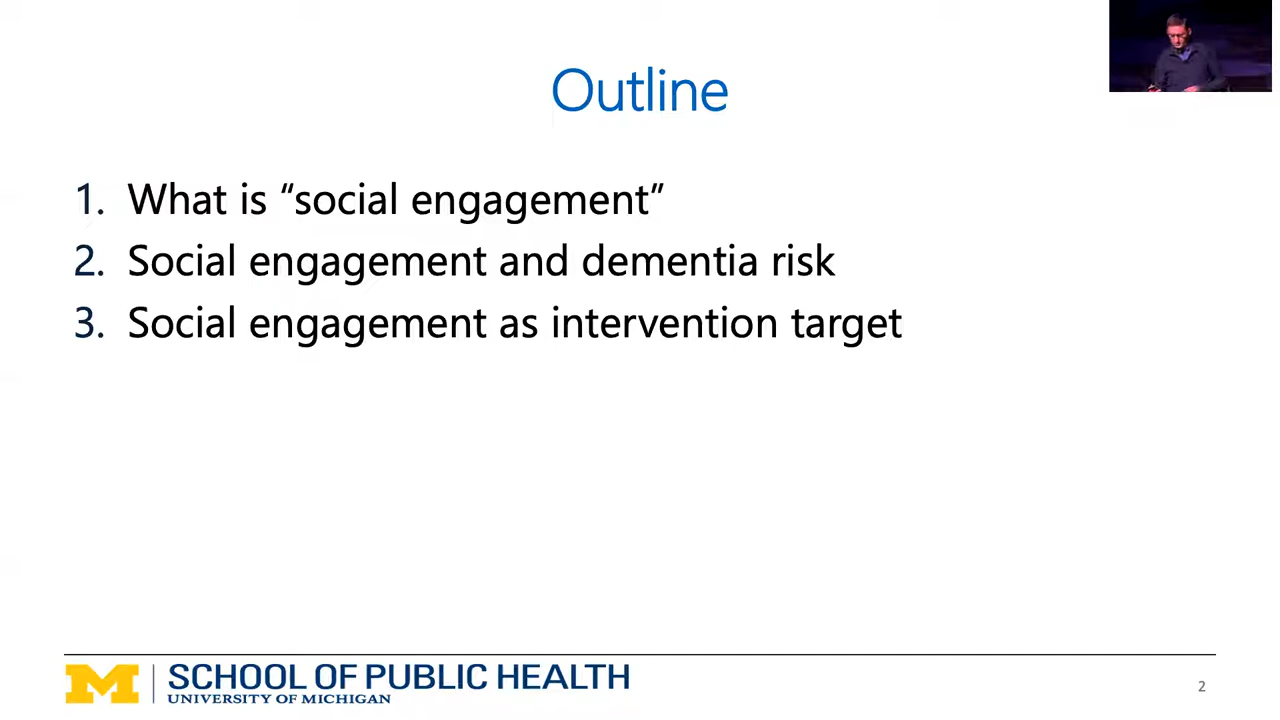 Outline
1. What is “social engagement”
2. Social engagement and dementia risk
3. Social engagement as intervention target
M SCHOOL OF PUBLIC HEALTH
UNIVERSITY OF MICHIGAN
2